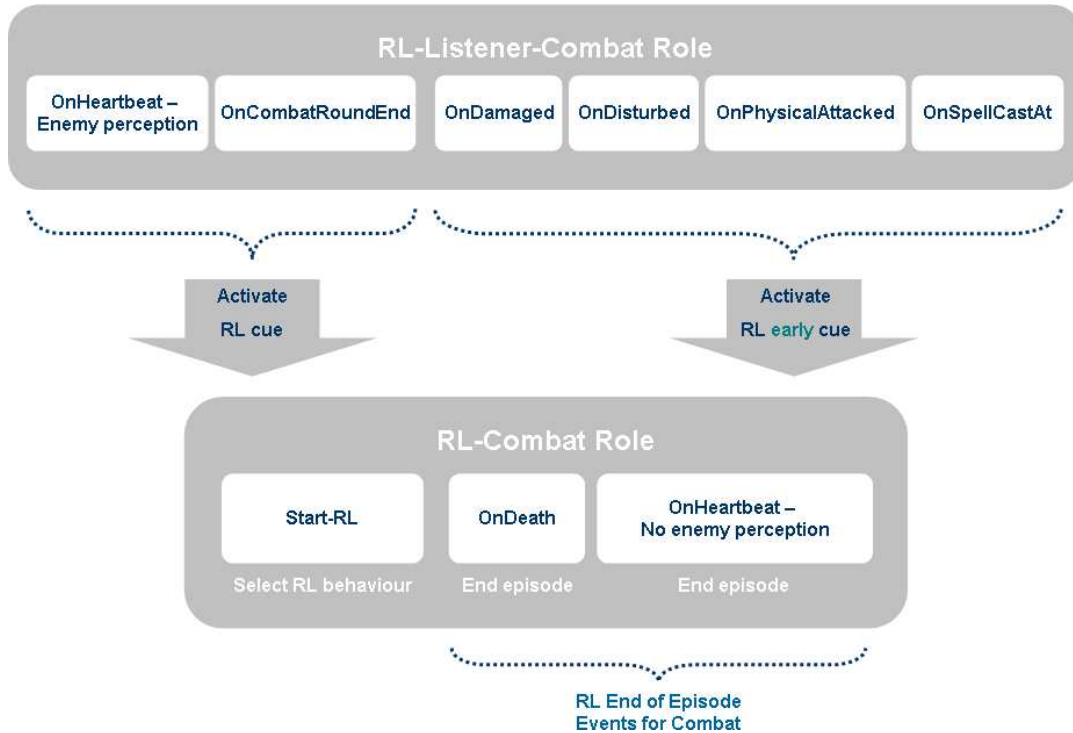 RL-Listener-Combat Role
OnHeartbeat –
Enemy perception
OnCombatRoundEnd
OnDamaged
OnDisturbed
OnPhysicalAttacked
OnSpellCastAt
Activate
RL cue
Activate
RL early cue
RL-Combat Role
Start-RL
OnDeath
OnHeartbeat –
No enemy perception
Select RL behaviour
End episode
End episode
RL End of Episode
Events for Combat